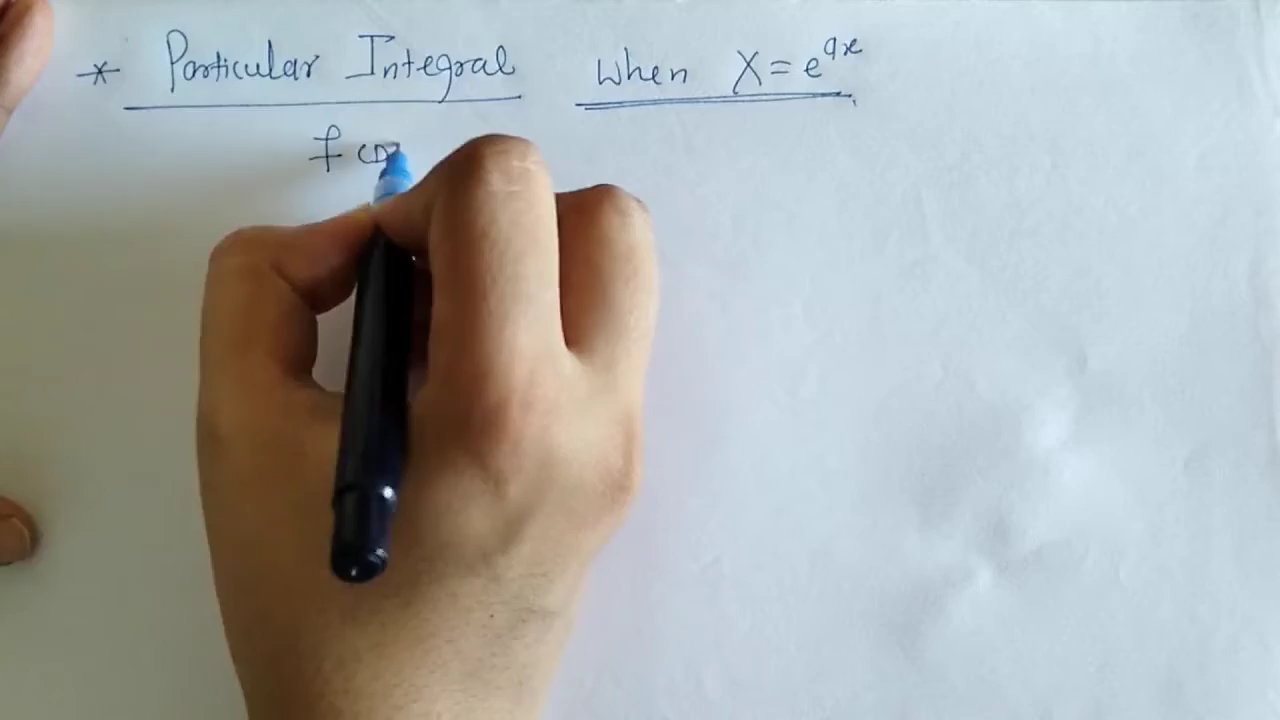 * Particular Integral when X = e^ax
f (D